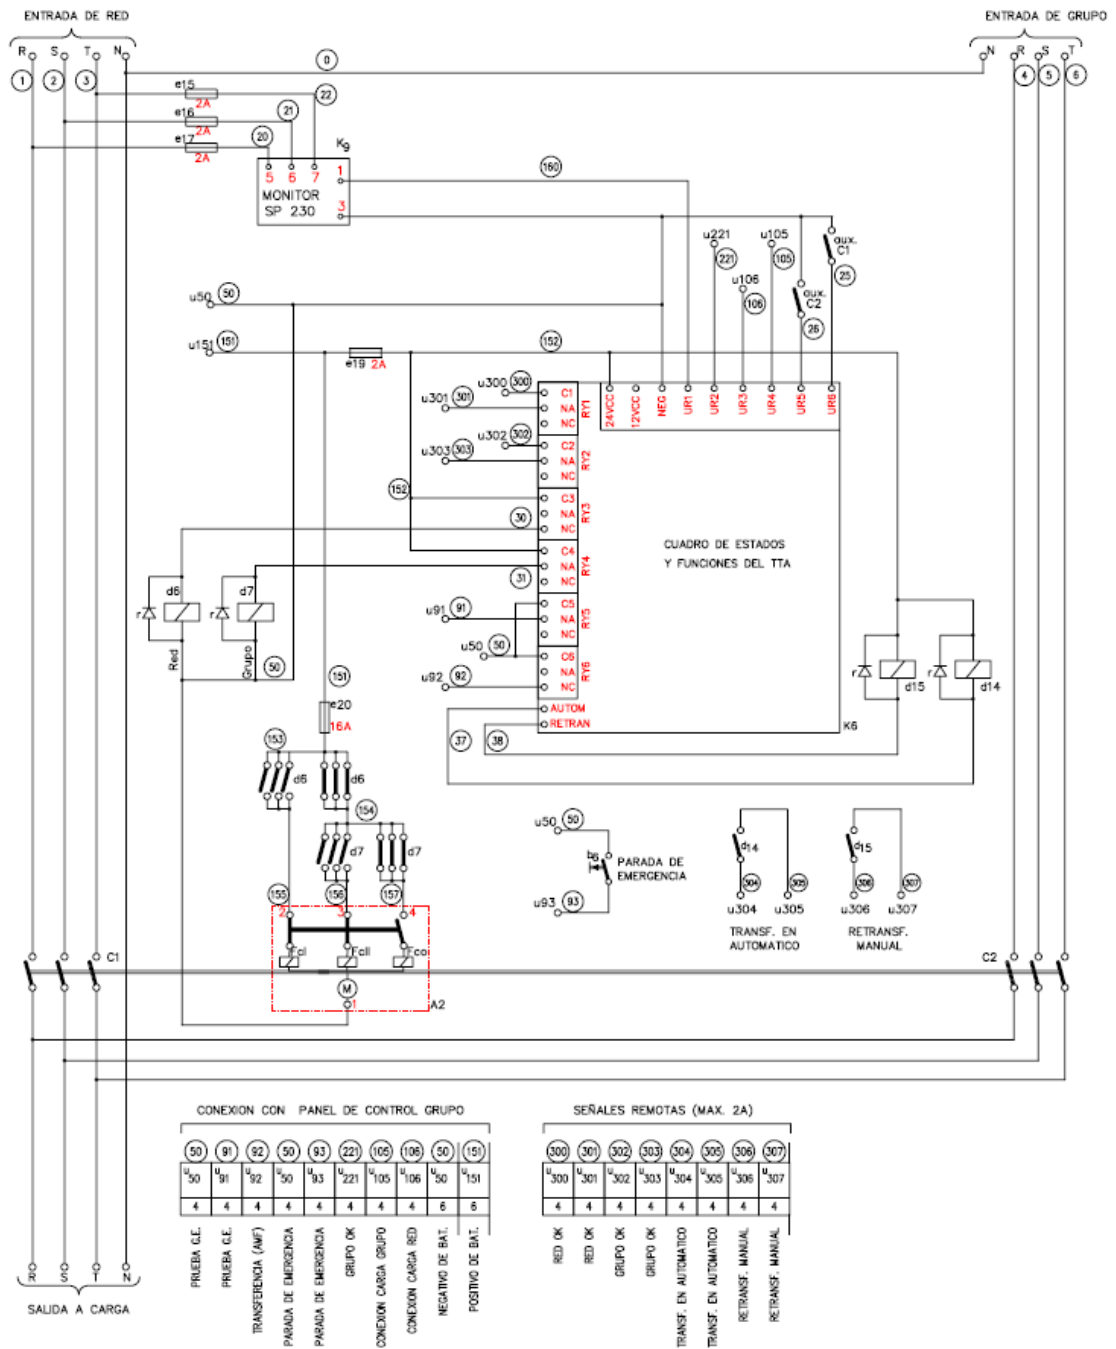 ENTRADA DE RED
ENTRADA DE GRUPO
R S T N
N R S T
1 2 3
0
4 5 6
e15
2A
22
e16
2A
21
e17
2A
20
K9
5 6 7
1
3
MONITOR
SP 230
160
u221
221
u105
105
aux.
C1
25
u106
106
aux.
C2
26
u50 50
u151 151
e19 2A
152
u300 300
u301 301
u302 302
u303 303
152
30
31
u91 91
u50 50
u92 92
C1
NA
NC
RY1
C2
NA
NC
RY2
C3
NA
NC
RY3
C4
NA
NC
RY4
C5
NA
NC
RY5
C6
NA
NC
RY6
AUTOM
RETRAN
24VCC
12VCC
NEG
UR1
UR2
UR3
UR4
UR5
UR6
CUADRO DE ESTADOS
Y FUNCIONES DEL TTA
K6
37
38
r
d6
r
d7
Red
Grupo
50
r
d15
r
d14
151
e20
16A
153
d6
d6
154
d7
d7
155
156
157
2 3 4
Fcl
Fcll
Fco
M
1
A2
C1
C2
u50 50
b6
PARADA DE
EMERGENCIA
u93 93
d14
304
305
u304 u305
TRANSF. EN
AUTOMATICO
d15
306
307
u306 u307
RETRANSF.
MANUAL
CONEXION CON PANEL DE CONTROL GRUPO
50 91 92 50 93 221 105 106 50 151
u50 u91 u92 u50 u93 u221 u105 u106 u50 u151
4 4 4 4 4 4 4 4 6 6
PRUEBA G.E.
PRUEBA G.E.
TRANSFERENCIA (AMF)
PARADA DE EMERGENCIA
PARADA DE EMERGENCIA
GRUPO OK
CONEXION CARGA GRUPO
CONEXION CARGA RED
NEGATIVO DE BAT.
POSITIVO DE BAT.
SEÑALES REMOTAS (MAX. 2A)
300 301 302 303 304 305 306 307
u300 u301 u302 u303 u304 u305 u306 u307
4 4 4 4 4 4 4 4
RED OK
RED OK
GRUPO OK
GRUPO OK
TRANSF. EN AUTOMATICO
TRANSF. EN AUTOMATICO
RETRANSF. MANUAL
RETRANSF. MANUAL
R S T N
SALIDA A CARGA